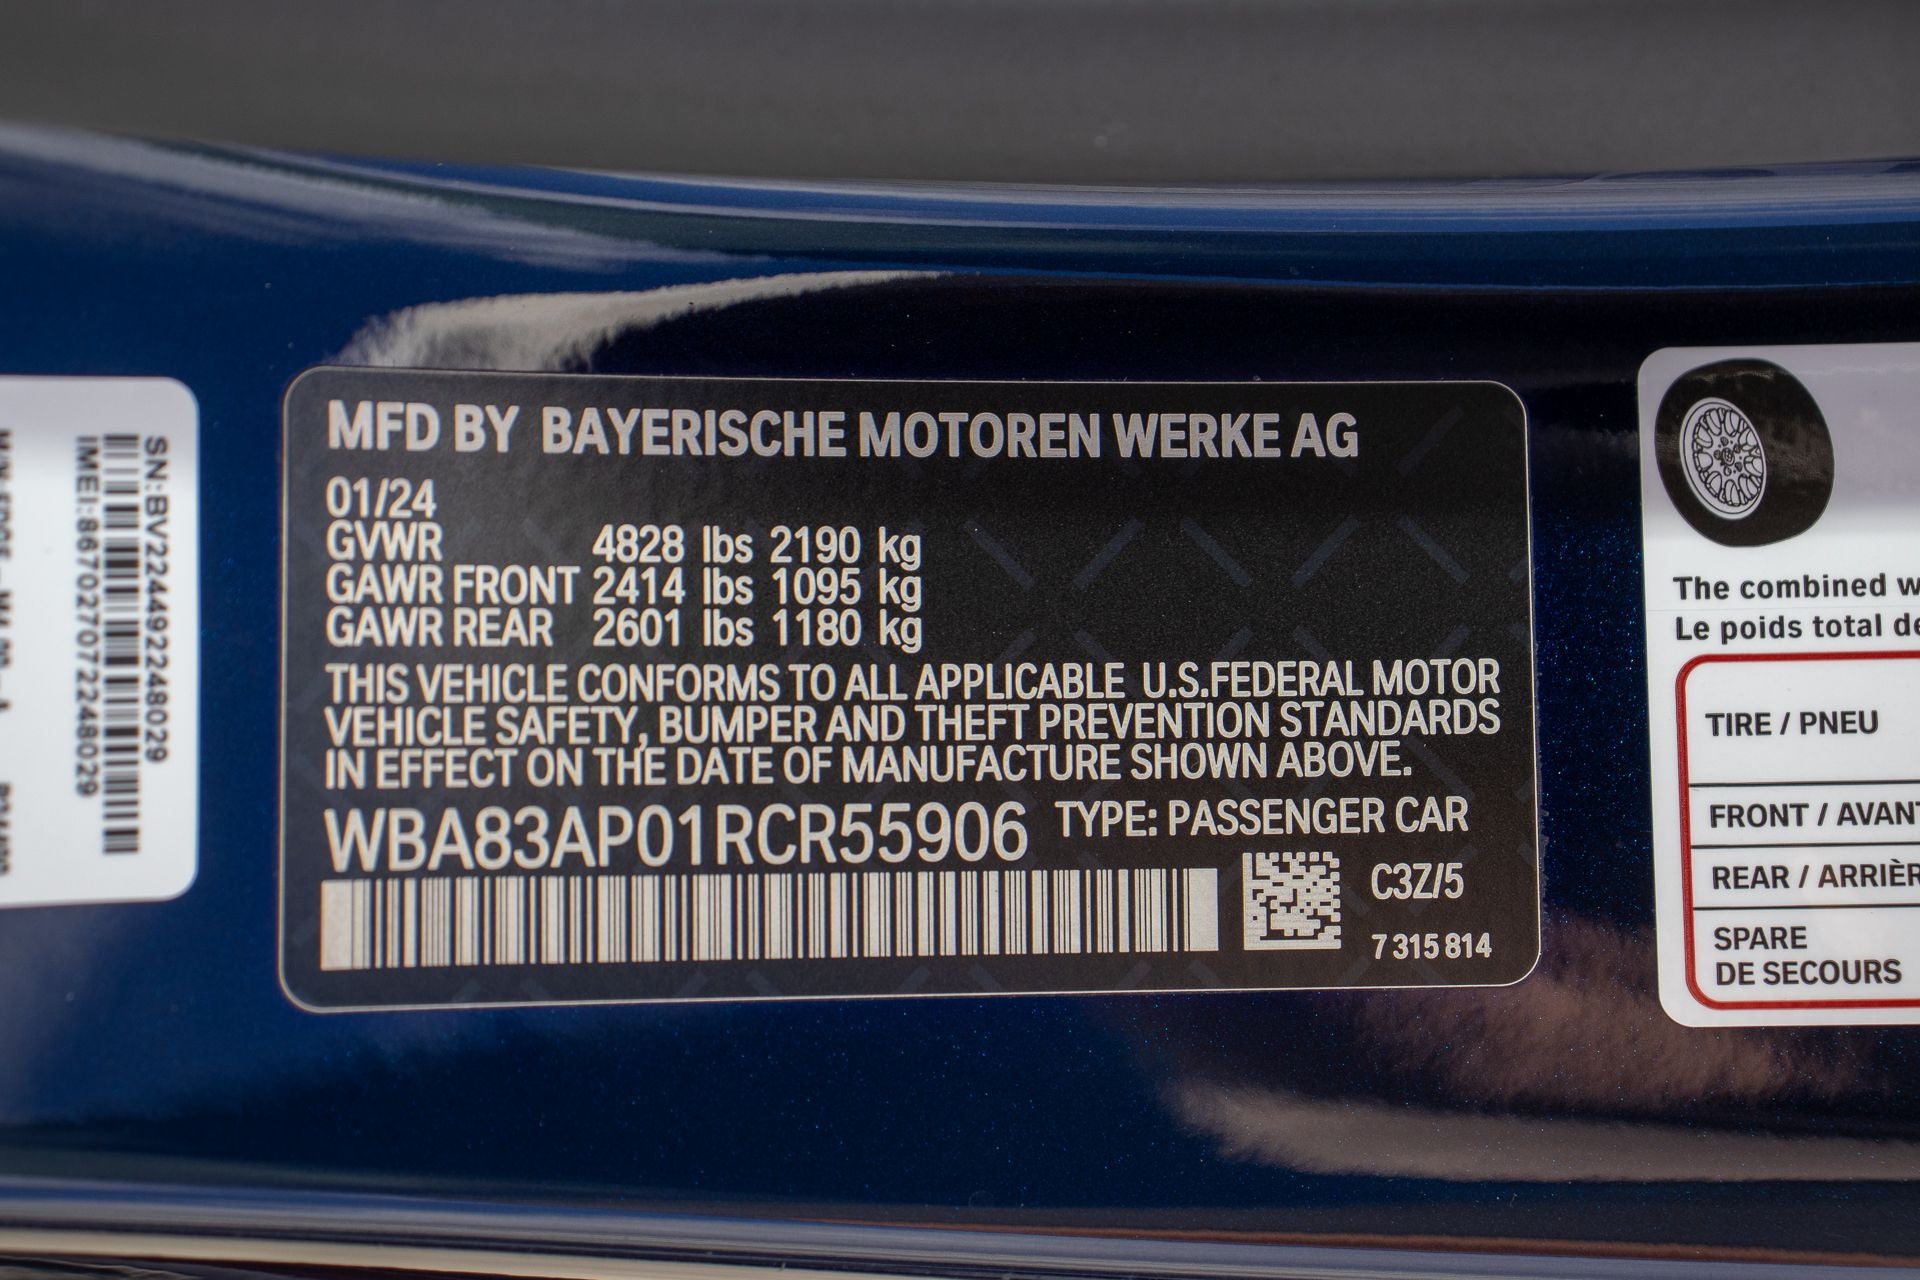 SN:BV224492248029
IMEI:867027072248029
MFD BY BAYERISCHE MOTOREN WERKE AG
01/24
GVWR 4828 lbs 2190 kg
GAWR FRONT 2414 lbs 1095 kg
GAWR REAR 2601 lbs 1180 kg
THIS VEHICLE CONFORMS TO ALL APPLICABLE U.S.FEDERAL MOTOR
VEHICLE SAFETY, BUMPER AND THEFT PREVENTION STANDARDS
IN EFFECT ON THE DATE OF MANUFACTURE SHOWN ABOVE.
WBA83AP01RCR55906 TYPE: PASSENGER CAR
C3Z/5
7 315 814
The combined
Le poids total
TIRE / PNEU
FRONT / AVANT
REAR / ARRIÈR
SPARE
DE SECOURS